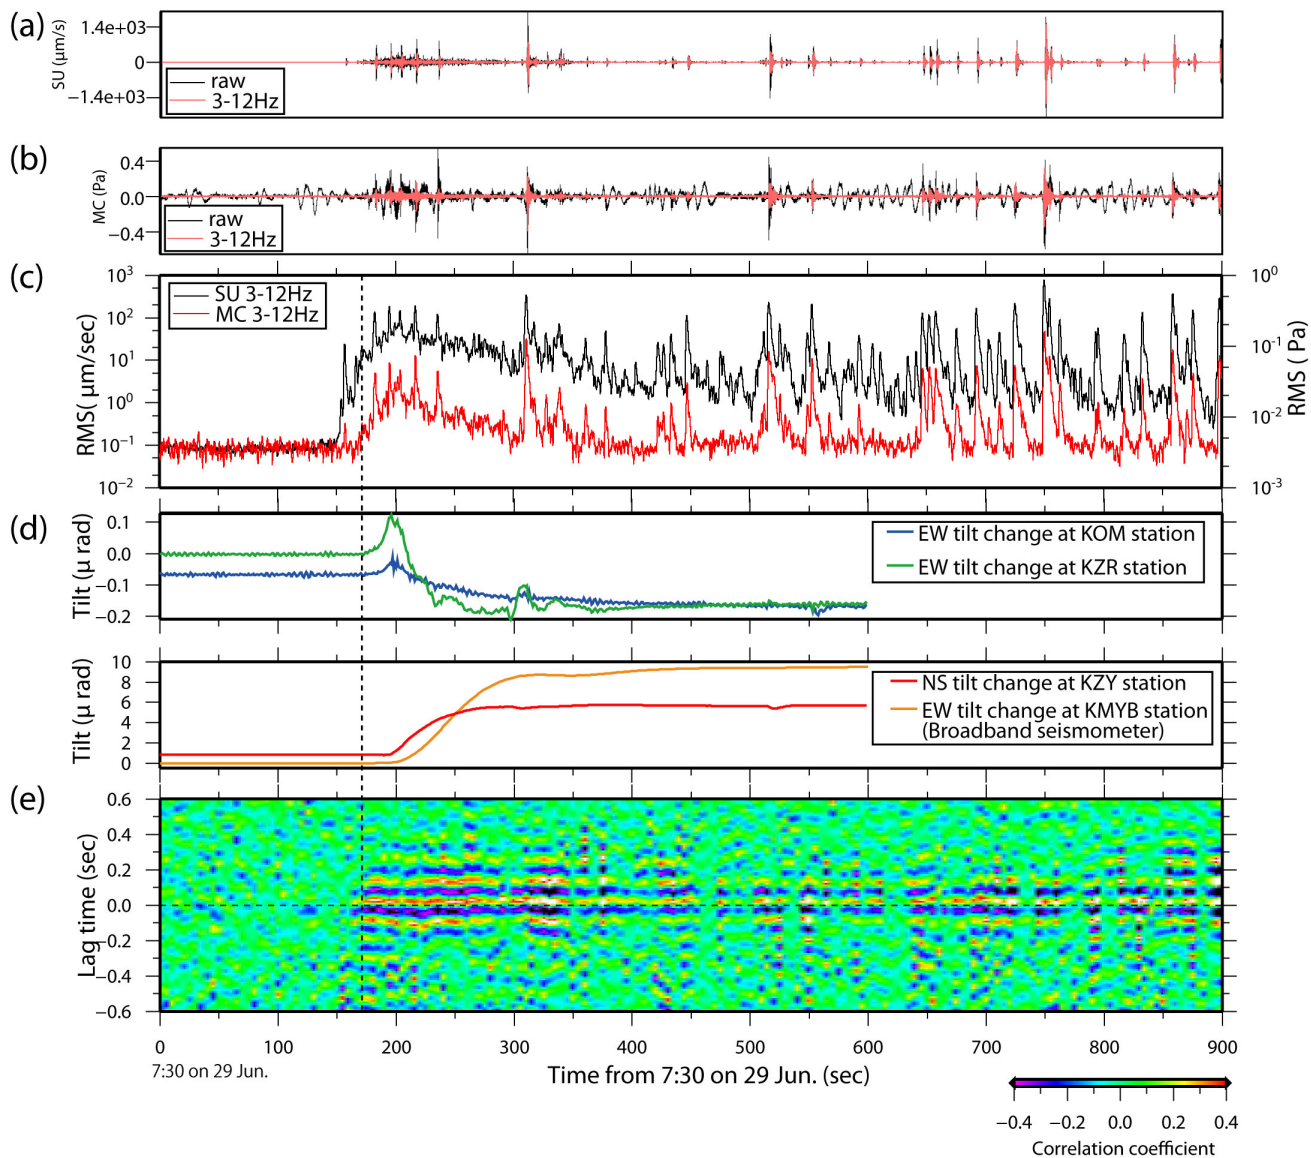 (a)
SU (μm/s)
1.4e+03
0
−1.4e+03
raw
3-12Hz
(b)
MC (Pa)
0.4
0.0
−0.4
raw
3-12Hz
(c)
RMS( μm/sec)
10³
10²
10¹
10⁰
10⁻¹
10⁻²
SU 3-12Hz
MC 3-12Hz
10⁰
10⁻¹
10⁻²
10⁻³
RMS ( Pa)
(d)
Tilt (μ rad)
0.1
0.0
−0.1
−0.2
EW tilt change at KOM station
EW tilt change at KZR station
Tilt (μ rad)
10
8
6
4
2
0
NS tilt change at KZY station
EW tilt change at KMYB station
(Broadband seismometer)
(e)
Lag time (sec)
0.6
0.4
0.2
0.0
−0.2
−0.4
−0.6
0 100 200 300 400 500 600 700 800 900
7:30 on 29 Jun.
Time from 7:30 on 29 Jun. (sec)
−0.4 −0.2 0.0 0.2 0.4
Correlation coefficient